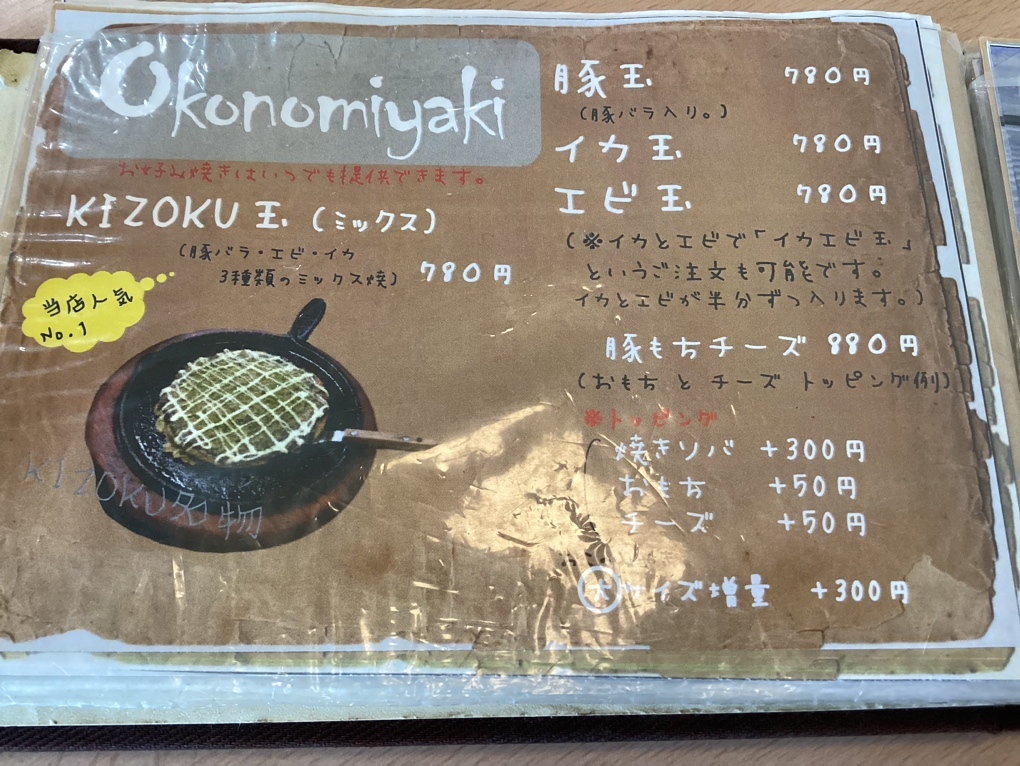 Okonomiyaki
お好み焼きはいつでも提供できます。
KIZOKU玉(ミックス)
(豚バラ・エビ・イカ
3種類のミックス焼) 780円
当店人気
No.1
KIZOKU名物
豚玉 780円
(豚バラ入り。)
イカ玉 780円
エビ玉 780円
(※イカとエビで「イカエビ玉」
というご注文も可能です。
イカとエビが半分ずつ入ります。)
豚もちチーズ 880円
(おもち と チーズ トッピング例)
※トッピング
焼きソバ +300円
おもち +50円
チーズ +50円
大サイズ増量 +300円